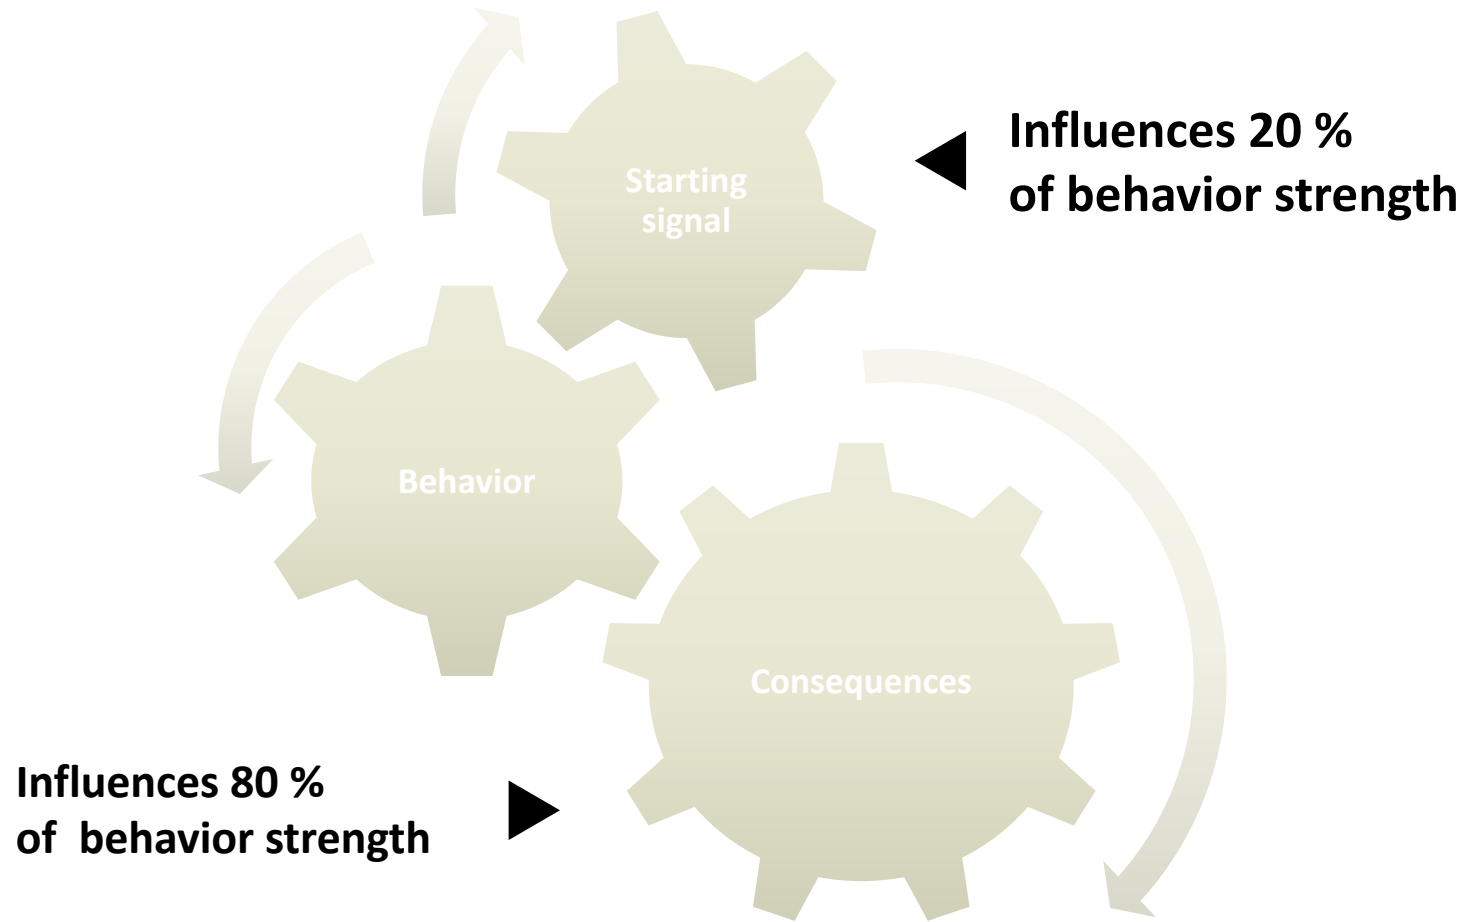 Influences 20 %
of behavior strength
Starting
signal
Behavior
Consequences
Influences 80 %
of  behavior strength